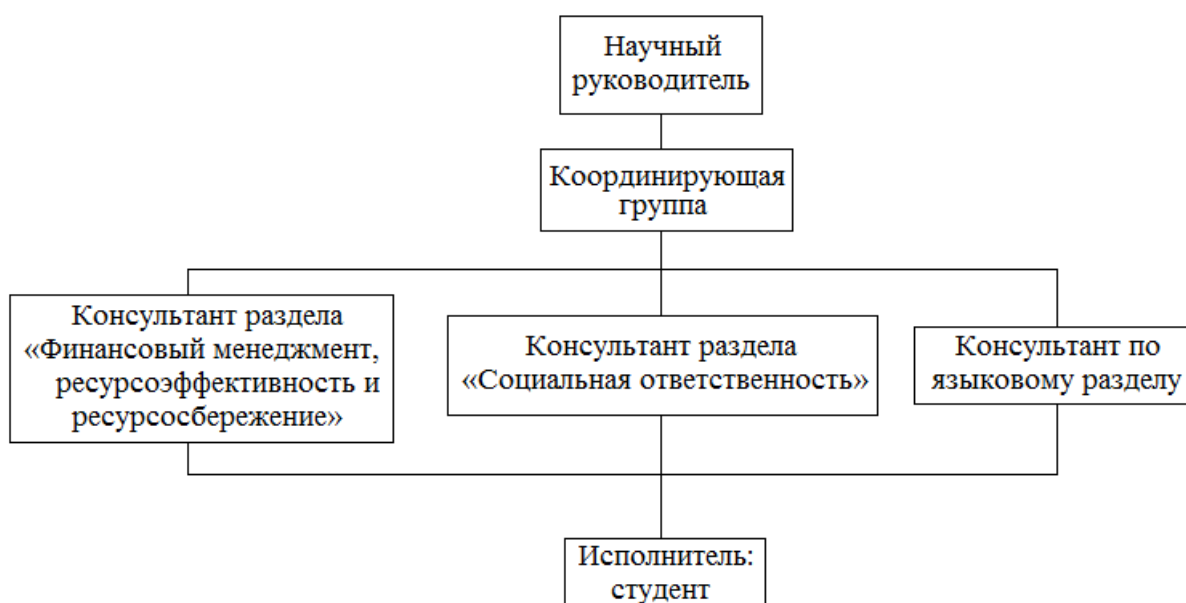 Научный
руководитель
Координирующая
группа
Консультант раздела
«Финансовый менеджмент,
ресурсоэффективность и
ресурсосбережение»
Консультант раздела
«Социальная ответственность»
Консультант по
языковому разделу
Исполнитель:
студент